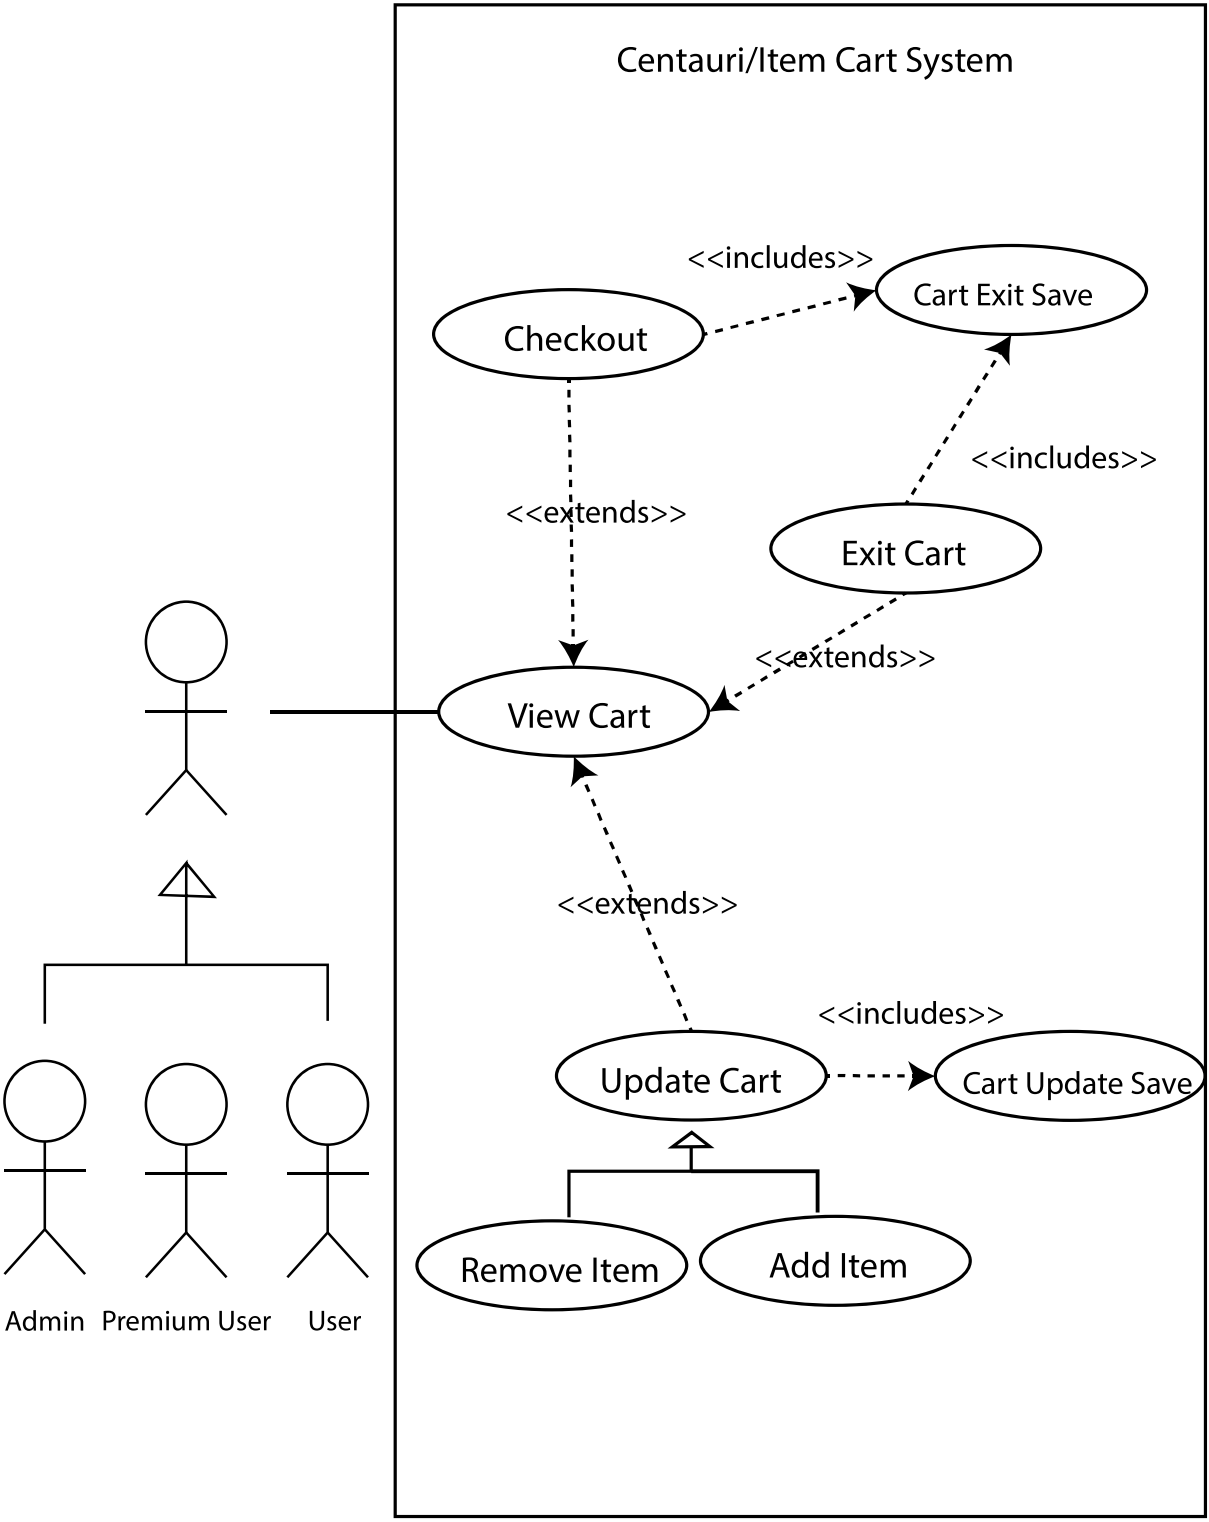 Centauri/Item Cart System
<<includes>>
Cart Exit Save
Checkout
<<includes>>
<<extends>>
Exit Cart
<<extends>>
View Cart
<<extends>>
<<includes>>
Update Cart
Cart Update Save
Remove Item
Add Item
Admin
Premium User
User